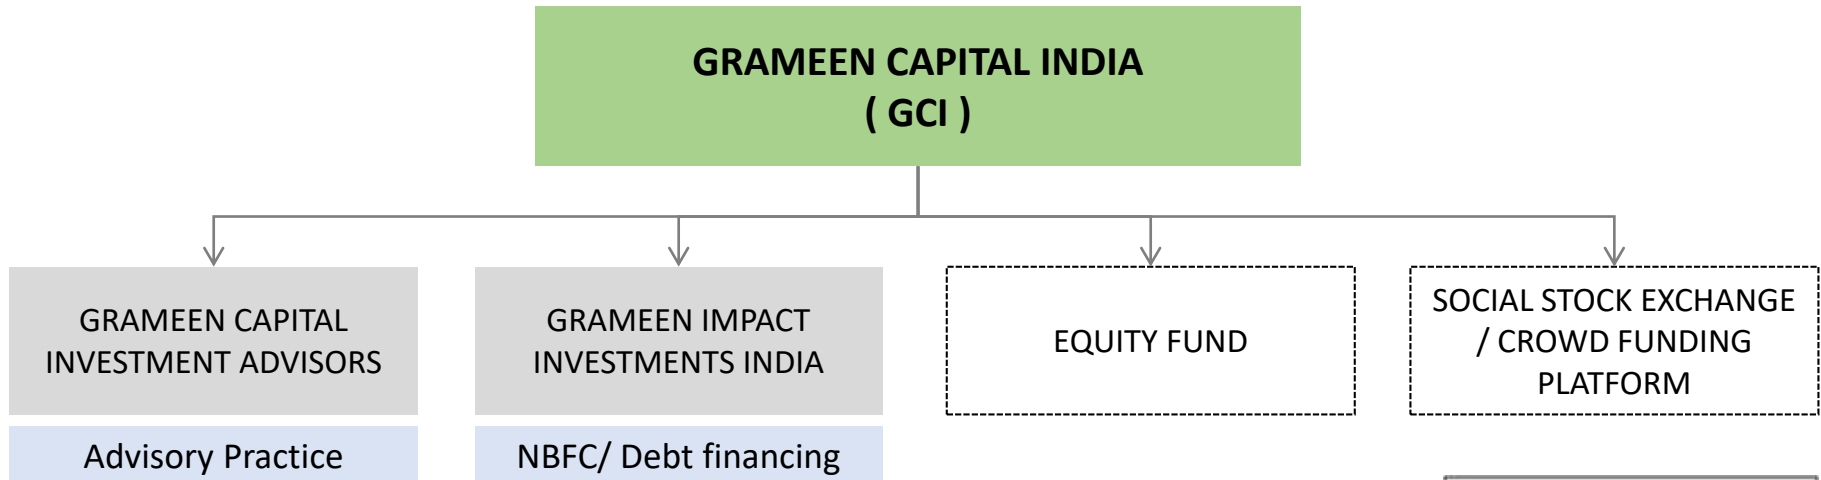 GRAMEEN CAPITAL INDIA
( GCI )
GRAMEEN CAPITAL
INVESTMENT ADVISORS
GRAMEEN IMPACT
INVESTMENTS INDIA
EQUITY FUND
SOCIAL STOCK EXCHANGE
/ CROWD FUNDING
PLATFORM
Advisory Practice
NBFC/ Debt financing